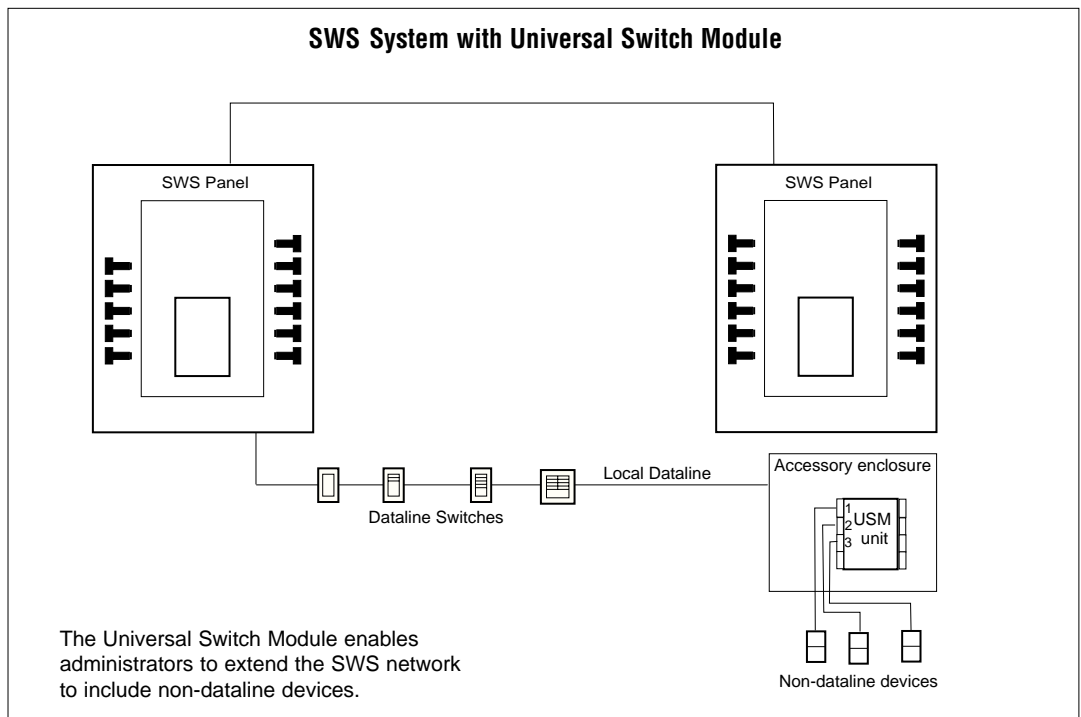 SWS System with Universal Switch Module
SWS Panel
SWS Panel
Local Dataline
Dataline Switches
Accessory enclosure
1
2
3
USM
unit
Non-dataline devices
The Universal Switch Module enables
administrators to extend the SWS network
to include non-dataline devices.